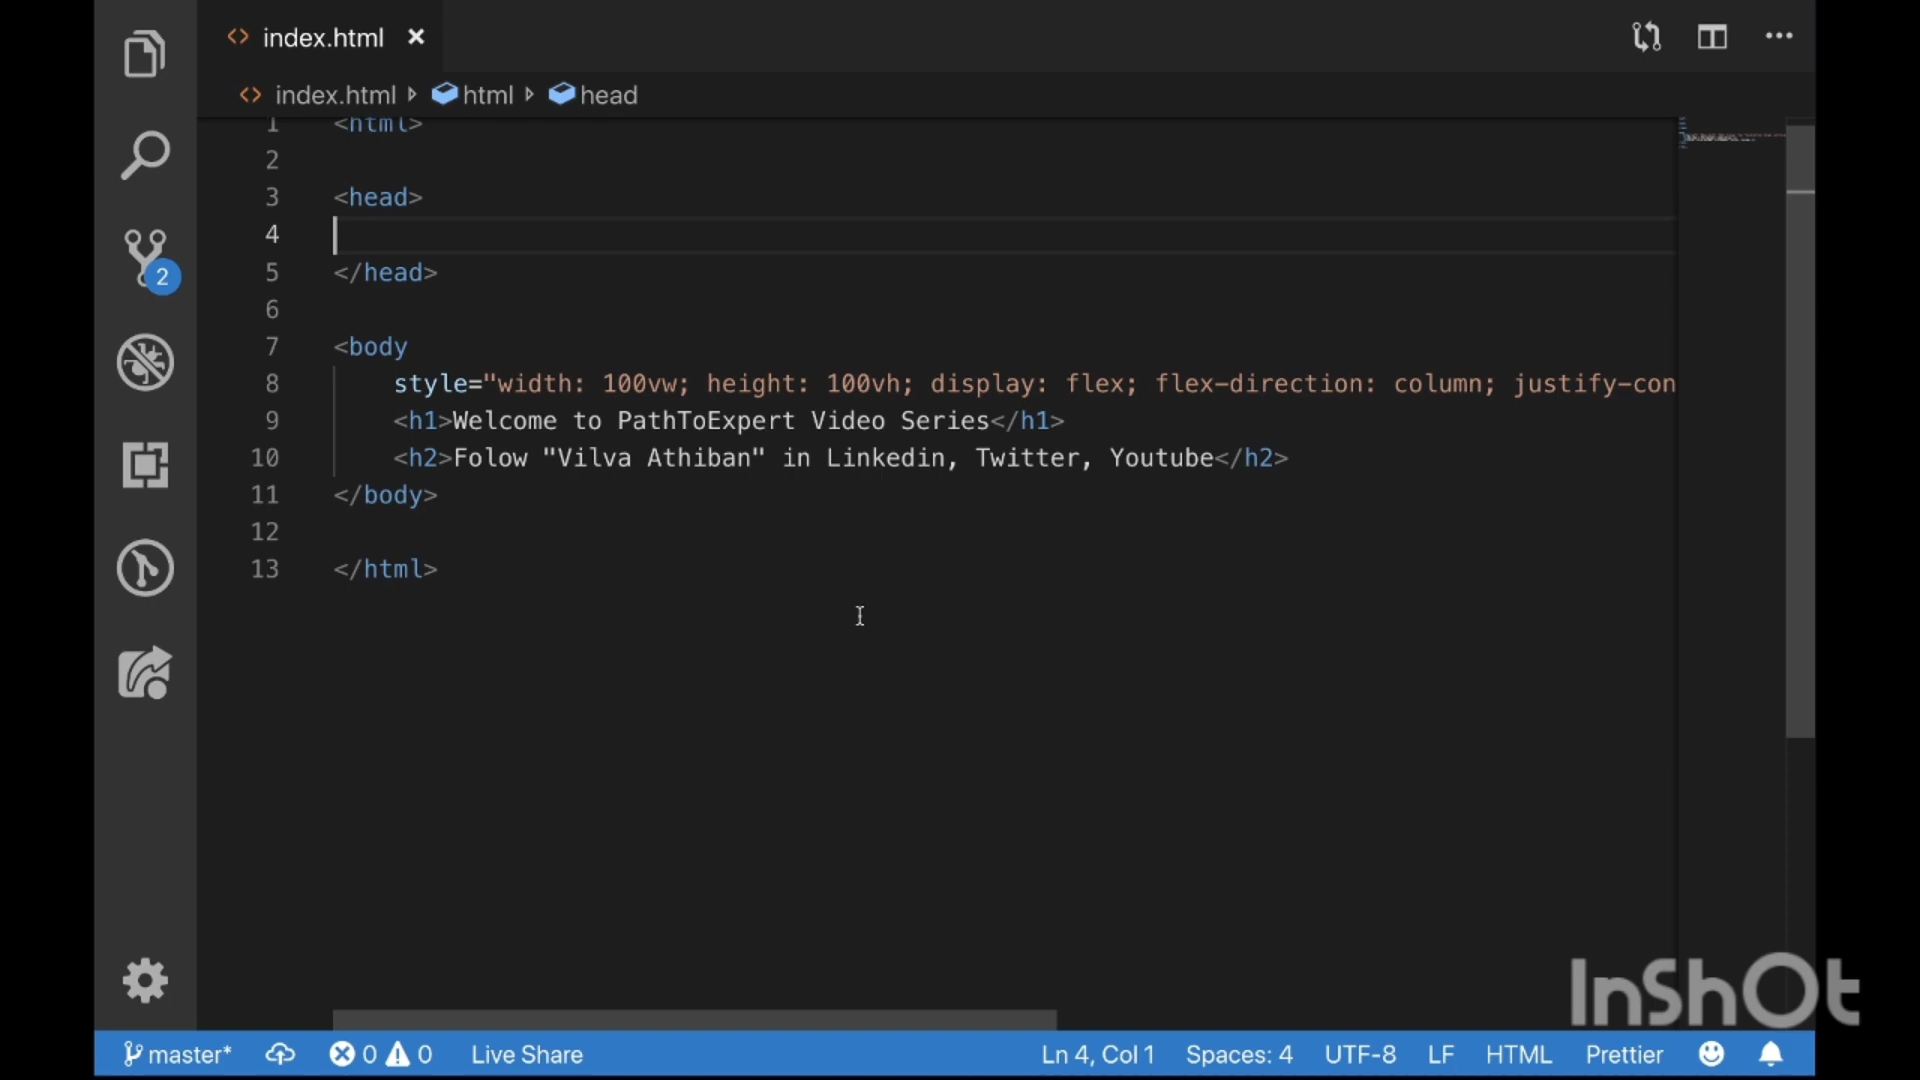 <> index.html ×
<> index.html html head
1 <html>
2
3 <head>
4
5 </head>
6
7 <body
8 style="width: 100vw; height: 100vh; display: flex; flex-direction: column; justify-con
9 <h1>Welcome to PathToExpert Video Series</h1>
10 <h2>Folow "Vilva Athiban" in Linkedin, Twitter, Youtube</h2>
11 </body>
12
13 </html>
2
InShOt
master* 0 0 Live Share Ln 4, Col 1 Spaces: 4 UTF-8 LF HTML Prettier